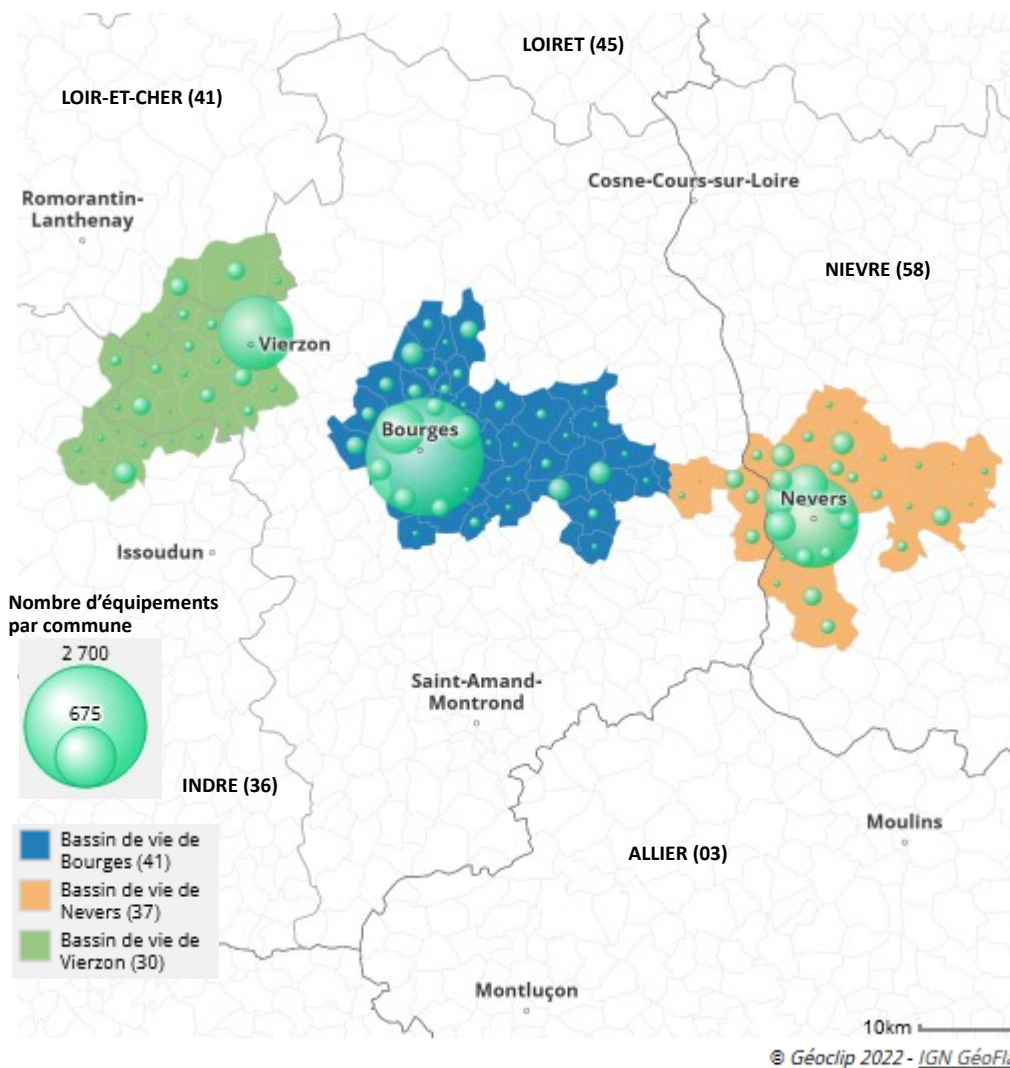 LOIRET (45)
LOIR-ET-CHER (41)
Cosne-Cours-sur-Loire
Romorantin-
Lanthenay
NIEVRE (58)
Vierzon
Bourges
Nevers
Issoudun
Nombre d'équipements
par commune
2 700
675
Saint-Amand-
Montrond
INDRE (36)
Moulins
ALLIER (03)
Bassin de vie de
Bourges (41)
Bassin de vie de
Nevers (37)
Bassin de vie de
Vierzon (30)
Montluçon
10km
© Géoclip 2022 - IGN GéoFla